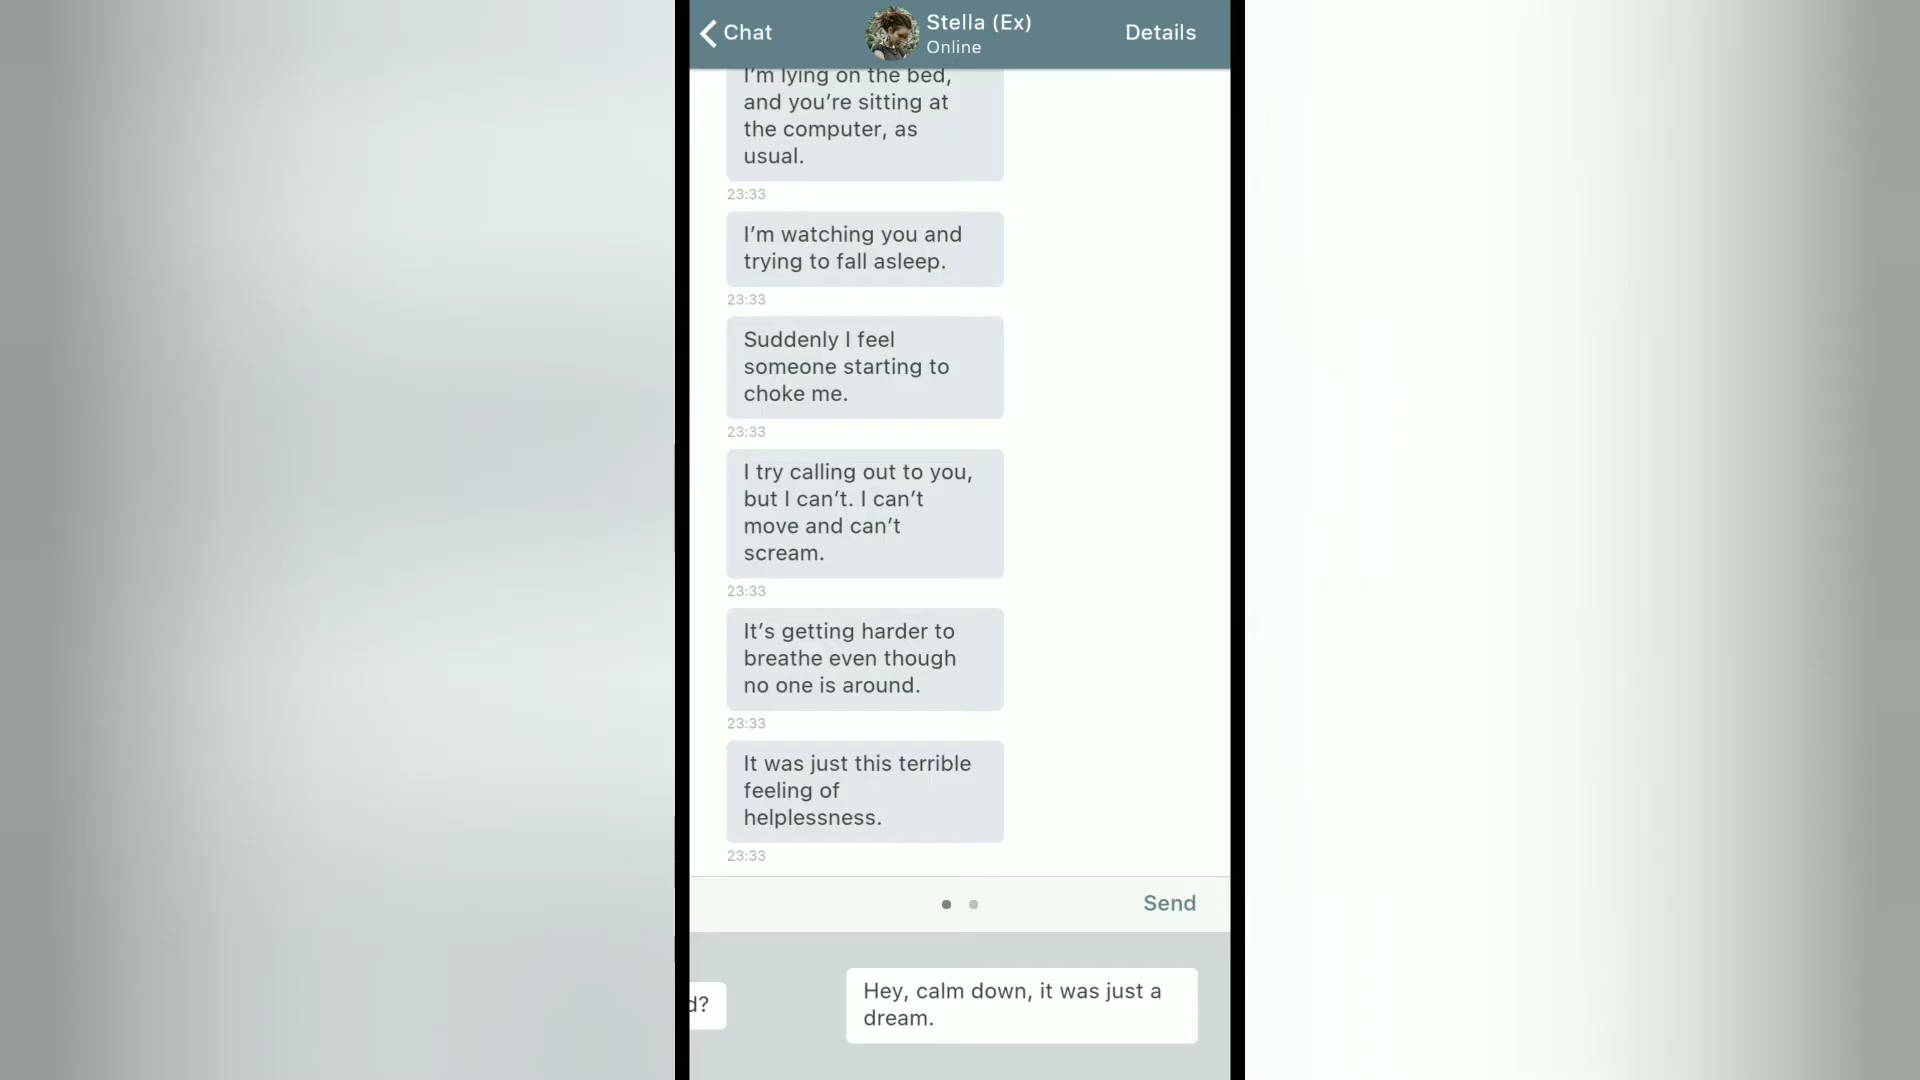 Chat
Stella (Ex)
Online
Details
I'm lying on the bed,
and you're sitting at
the computer, as
usual.
23:33
I'm watching you and
trying to fall asleep.
23:33
Suddenly I feel
someone starting to
choke me.
23:33
I try calling out to you,
but I can't. I can't
move and can't
scream.
23:33
It's getting harder to
breathe even though
no one is around.
23:33
It was just this terrible
feeling of
helplessness.
23:33
Send
d?
Hey, calm down, it was just a
dream.